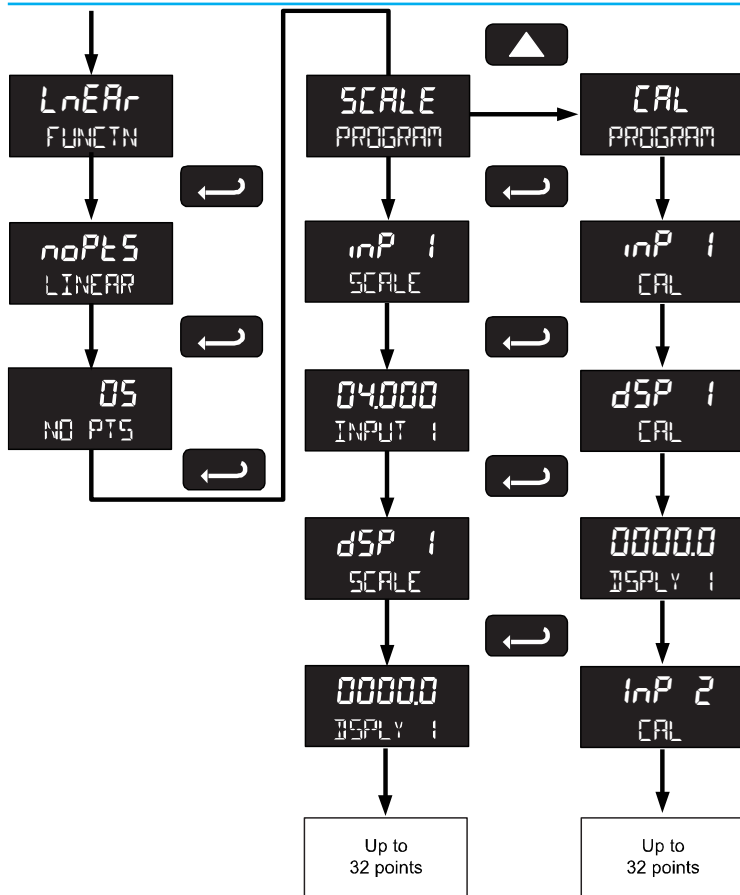 LnEAr
FUNCTN
noPtS
LINEAR
05
NO PTS
SCALE
PROGRAM
inP 1
SCALE
04.000
INPUT 1
dSP 1
SCALE
0000.0
DSPLY 1
Up to
32 points
CAL
PROGRAM
inP 1
CAL
dSP 1
CAL
0000.0
DSPLY 1
InP 2
CAL
Up to
32 points